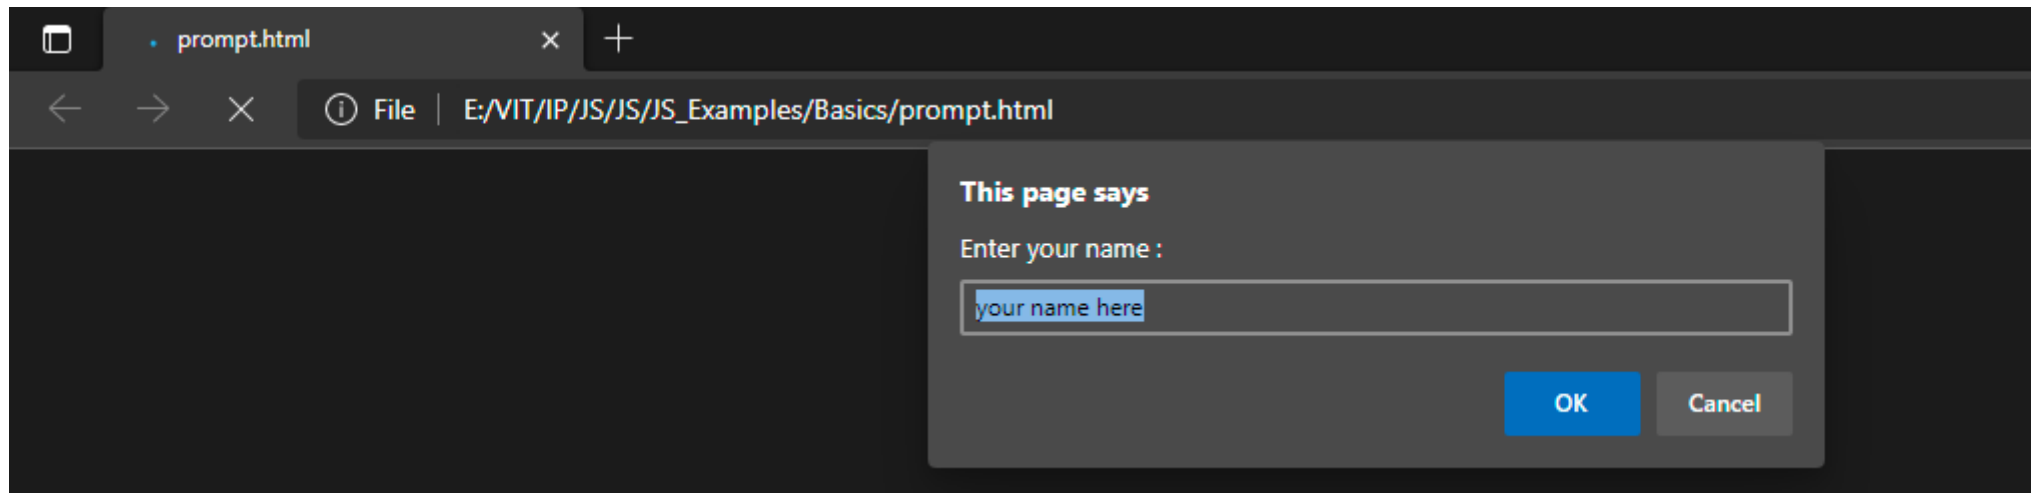 prompt.html
File E:/VIT/IP/JS/JS/JS_Examples/Basics/prompt.html
This page says
Enter your name :
your name here
OK Cancel